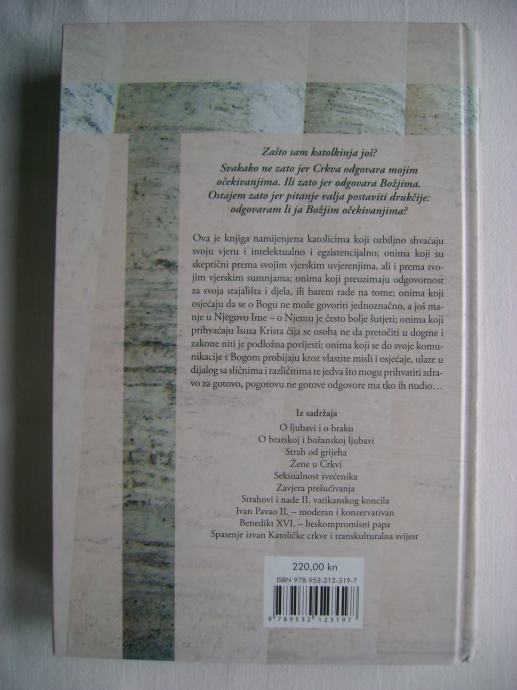 Zašto sam katolkinja još?
Svakako ne zato jer Crkva odgovara mojim
očekivanjima. Ili zato jer odgovara Božjima.
Ostajem zato jer pitanje valja postaviti drukčije:
odgovaram li ja Božjim očekivanjima?
Ova je knjiga namijenjena katolicima koji ozbiljno shvaćaju
svoju vjeru i intelektualno i egzistencijalno; onima koji su
skeptični prema svojim vjerskim uvjerenjima, ali i prema svo-
jim vjerskim sumnjama; onima koji preuzimaju odgovornost
za svoja stajališta i djela, ili barem rade na tome; onima koji
osjećaju da se o Bogu ne može govoriti jednoznačno, a još ma-
nje u Njegovo Ime – o Njemu je često bolje šutjeti; onima koji
prihvaćaju Isusa Krista čija se osoba ne da pretočiti u dogme i
zakone niti je podložna povijesti; onima koji se do svoje komu-
nikacije s Bogom probijaju kroz vlastite misli i osjećaje, ulaze u
dijalog sa sličnima i različitima te jedva što mogu prihvatiti zdra-
vo za gotovo, pogotovu ne gotove odgovore ma tko ih nudio…
Iz sadržaja
O ljubavi i o braku
O bratskoj i božanskoj ljubavi
Strah od grijeha
Žene u Crkvi
Seksualnost svećenika
Zavjera prešućivanja
Strahovi i nade II. vatikanskog koncila
Ivan Pavao II. – moderan i konzervativan
Benedikt XVI. – beskompromisni papa
Spasenje izvan Katoličke crkve i transkulturalna svijest
220,00 kn
ISBN 978-953-212-319-7
9 789532 123197